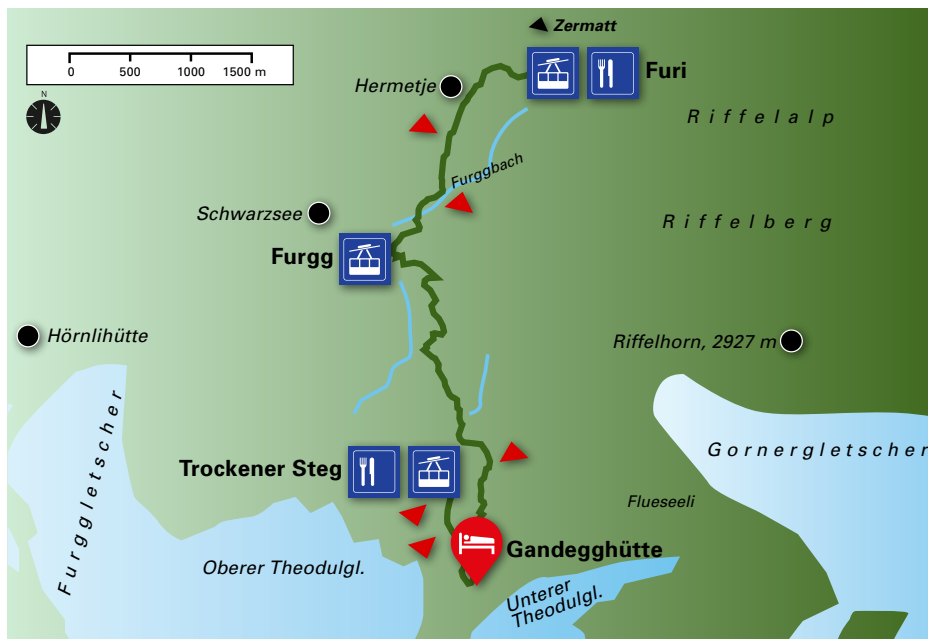 Zermatt
0 500 1000 1500 m
N
Hermetje
Furi
Riffelalp
Furggbach
Schwarzsee
Riffelberg
Furgg
Hörnlihütte
Riffelhorn, 2927 m
Furggletscher
Gornergletscher
Trockener Steg
Flueseeli
Gandegghütte
Oberer Theodulgl.
Unterer
Theodulgl.